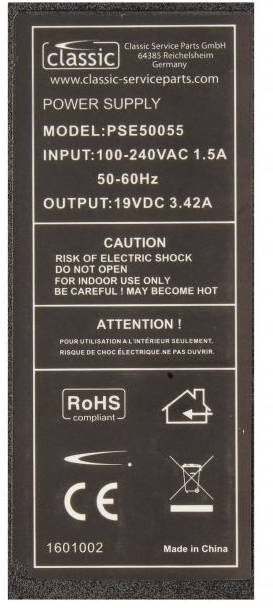 classic
Classic Service Parts GmbH
64385 Reichelsheim
Germany
www.classic-serviceparts.com
POWER SUPPLY
MODEL:PSE50055
INPUT:100-240VAC 1.5A
50-60Hz
OUTPUT:19VDC 3.42A
CAUTION
RISK OF ELECTRIC SHOCK
DO NOT OPEN
FOR INDOOR USE ONLY
BE CAREFUL ! MAY BECOME HOT
ATTENTION !
POUR UTILISATION A L'INTÉRIEUR SEULEMENT.
RISQUE DE CHOC ÉLECTRIQUE.NE PAS OUVRIR.
RoHS
compliant
CE
1601002
Made in China